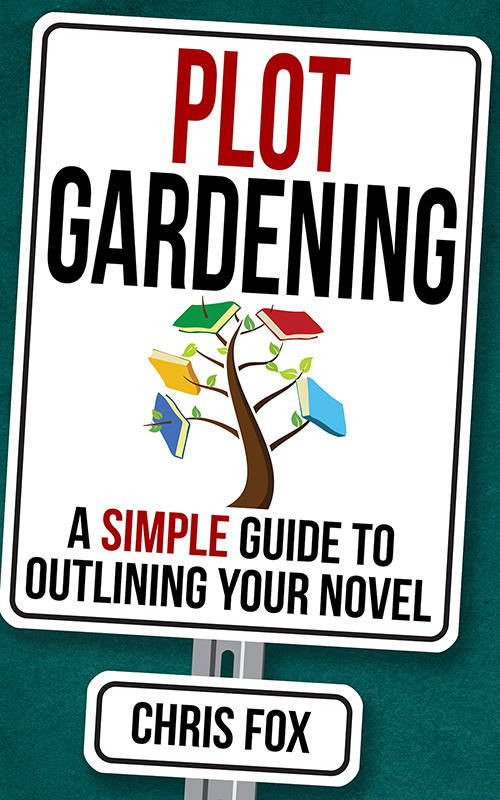 PLOT
GARDENING
A SIMPLE GUIDE TO
OUTLINING YOUR NOVEL
CHRIS FOX